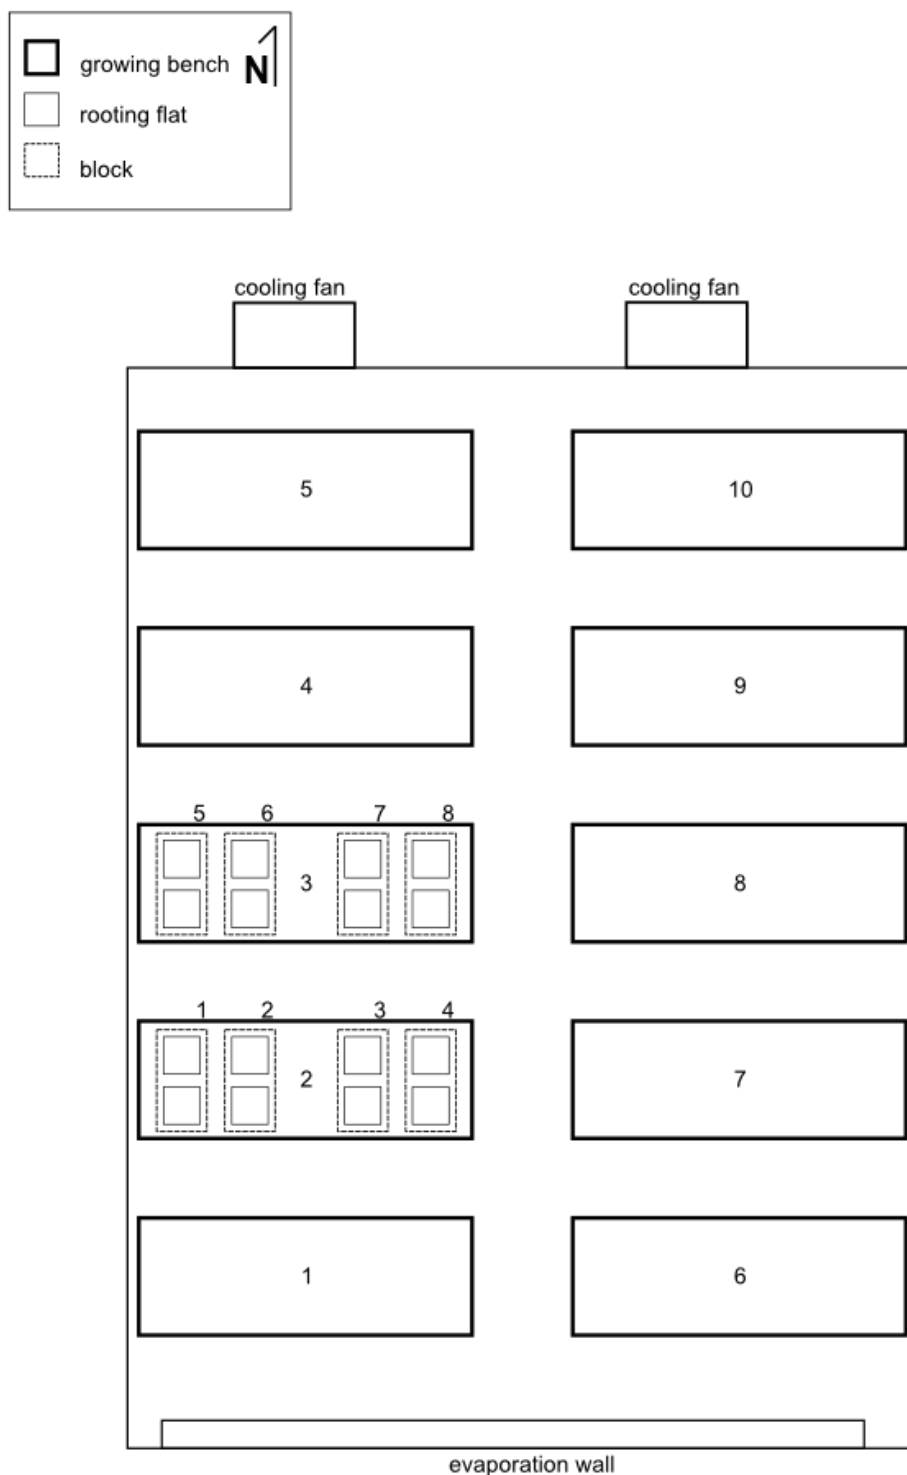 growing bench
N
rooting flat
block
cooling fan cooling fan
5 10
4 9
5 6 7 8
3 8
1 2 3 4
2 7
1 6
evaporation wall